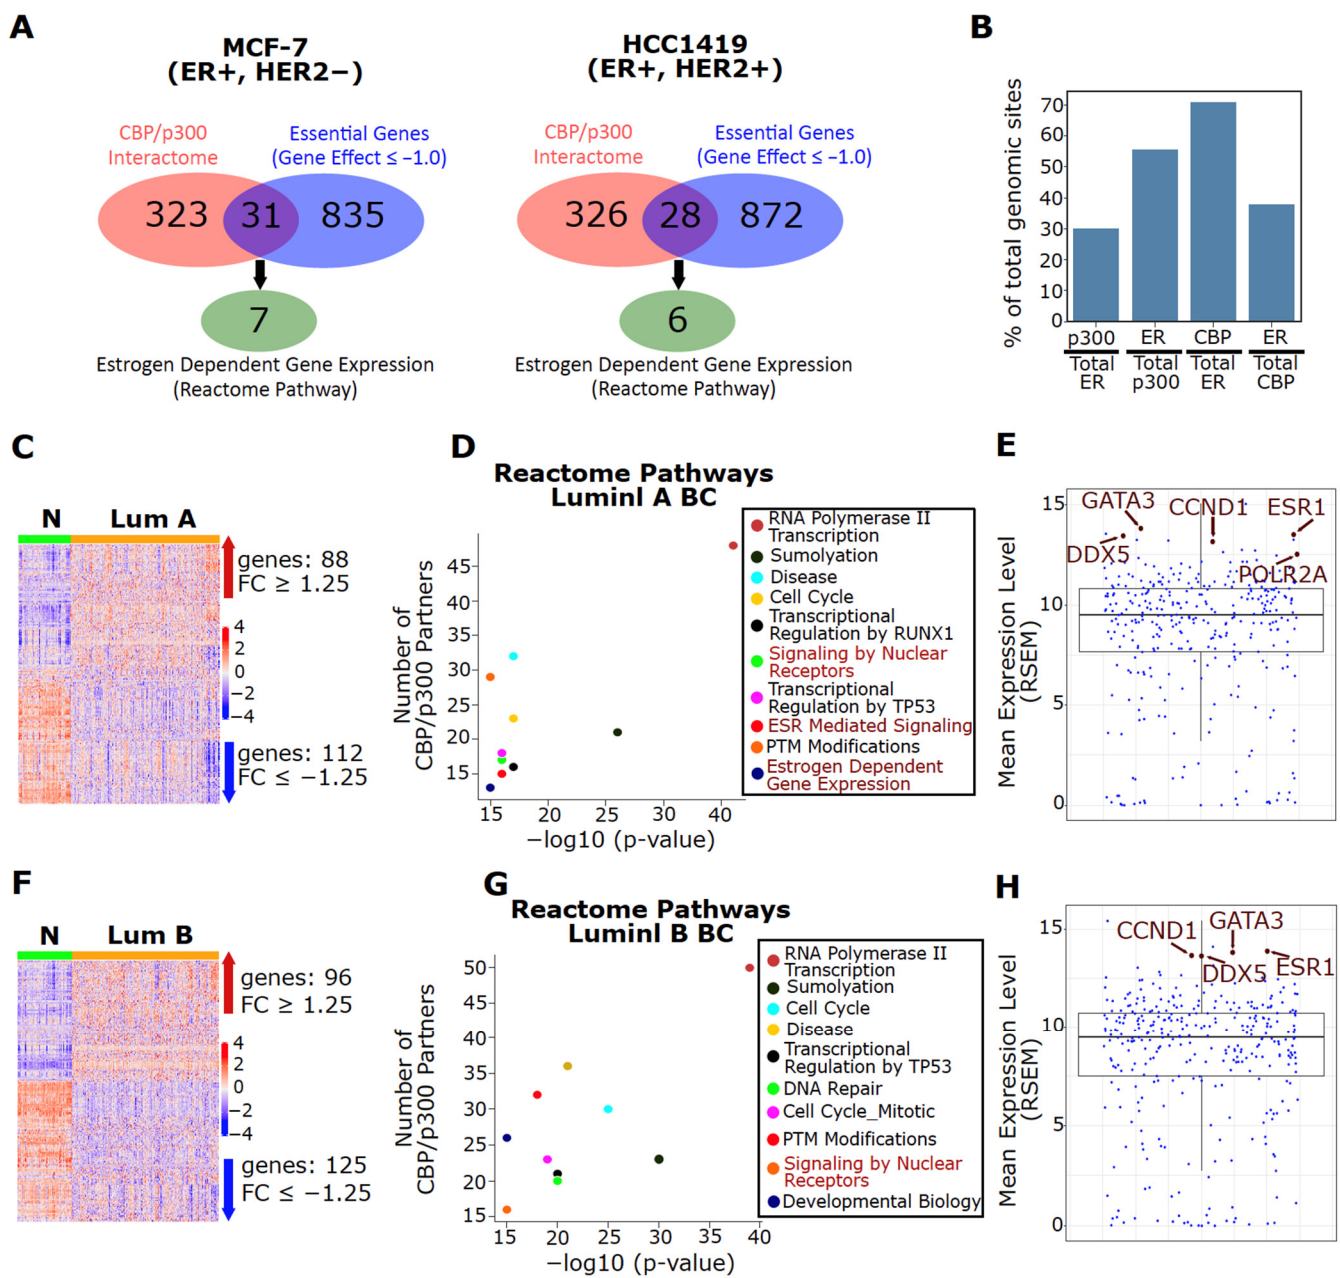 A
MCF-7
(ER+, HER2−)
CBP/p300
Interactome
Essential Genes
(Gene Effect ≤ −1.0)
323
31
835
7
Estrogen Dependent Gene Expression
(Reactome Pathway)
HCC1419
(ER+, HER2+)
CBP/p300
Interactome
Essential Genes
(Gene Effect ≤ −1.0)
326
28
872
6
Estrogen Dependent Gene Expression
(Reactome Pathway)
B
% of total genomic sites
70
60
50
40
30
20
10
0
p300
Total
ER
ER
Total
p300
CBP
Total
ER
ER
Total
CBP
C
N
Lum A
genes: 88
FC ≥ 1.25
4
2
0
−2
−4
genes: 112
FC ≤ −1.25
D
Reactome Pathways
Luminl A BC
Number of
CBP/p300 Partners
45
40
35
30
25
20
15
15
20
25
30
35
40
−log10 (p-value)
RNA Polymerase II
Transcription
Sumolyation
Disease
Cell Cycle
Transcriptional
Regulation by RUNX1
Signaling by Nuclear
Receptors
Transcriptional
Regulation by TP53
ESR Mediated Signaling
PTM Modifications
Estrogen Dependent
Gene Expression
E
Mean Expression Level
(RSEM)
15
10
5
0
GATA3
CCND1
ESR1
DDX5
POLR2A
F
N
Lum B
genes: 96
FC ≥ 1.25
4
2
0
−2
−4
genes: 125
FC ≤ −1.25
G
Reactome Pathways
Luminl B BC
Number of
CBP/p300 Partners
50
45
40
35
30
25
20
15
15
20
25
30
35
40
−log10 (p-value)
RNA Polymerase II
Transcription
Sumolyation
Cell Cycle
Disease
Transcriptional
Regulation by TP53
DNA Repair
Cell Cycle_Mitotic
PTM Modifications
Signaling by Nuclear
Receptors
Developmental Biology
H
Mean Expression Level
(RSEM)
15
10
5
0
CCND1
GATA3
DDX5
ESR1